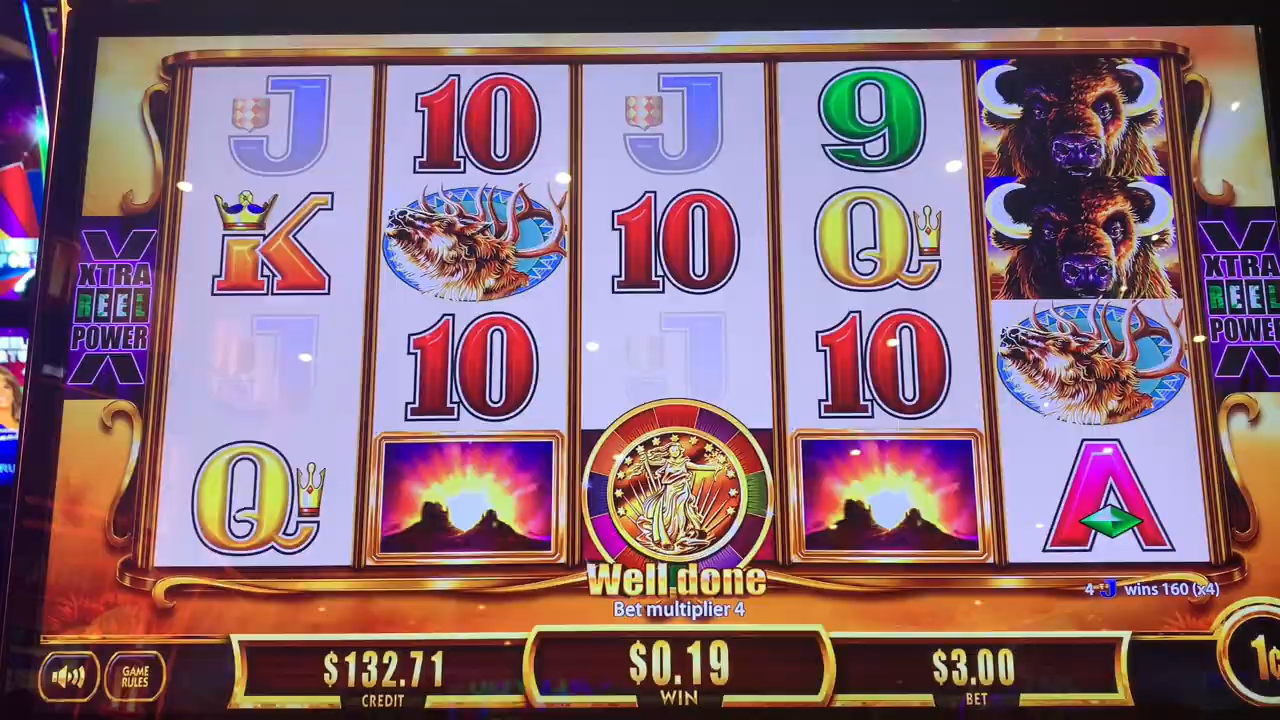 J 10 J 9
K 10 Q
J 10 J 10
Q A
XTRA
REEL
POWER
XTRA
REEL
POWER
Well done
Bet multiplier 4
4 J wins 160 (x4)
GAME
RULES
$132.71
CREDIT
$0.19
WIN
$3.00
BET
1¢